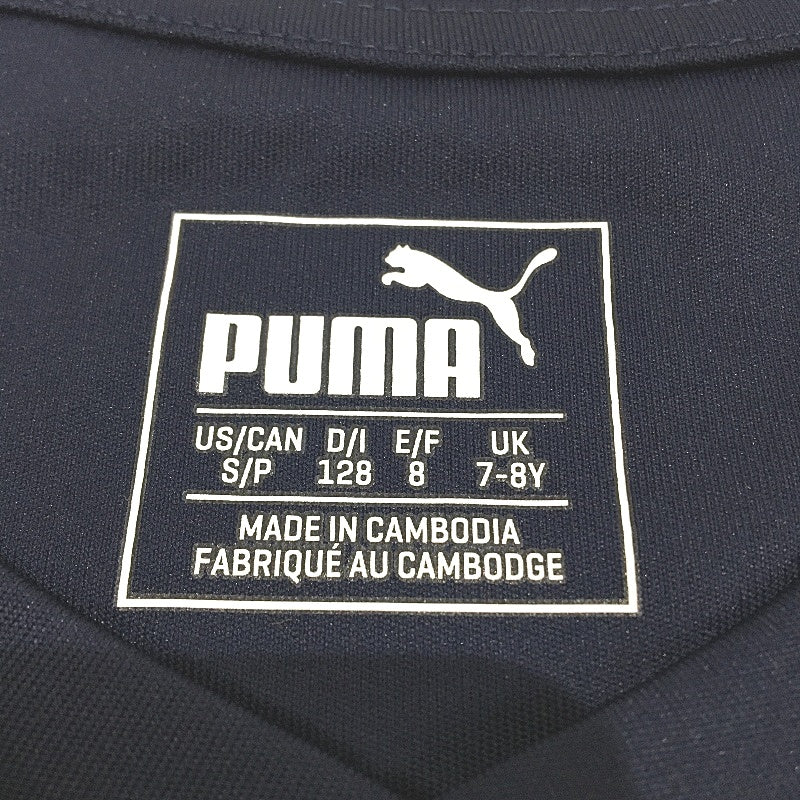 PUMA
US/CAN D/I E/F UK
S/P 128 8 7-8Y
MADE IN CAMBODIA
FABRIQUÉ AU CAMBODGE